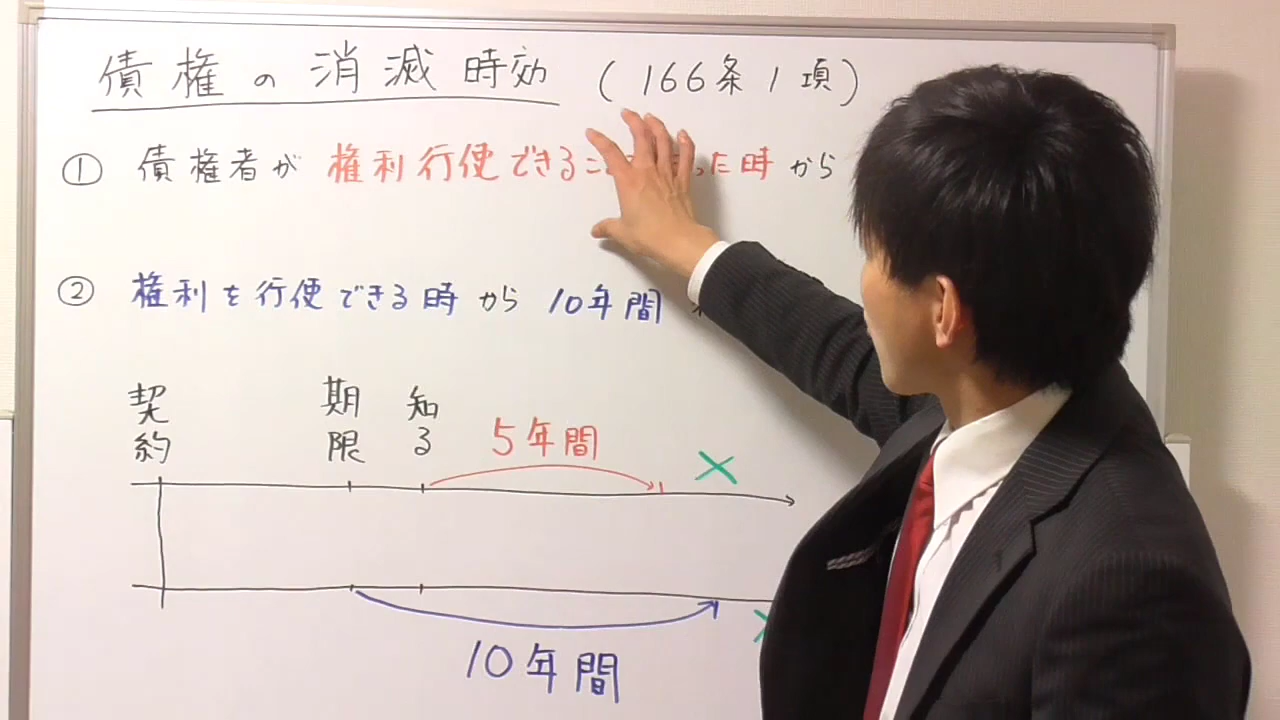 債権の消滅時効 (166条1項)
① 債権者が 権利行使できるこ った時 から
② 権利を行使できる時 から 10年間
契約
期限
知る
5年間
×
10年間